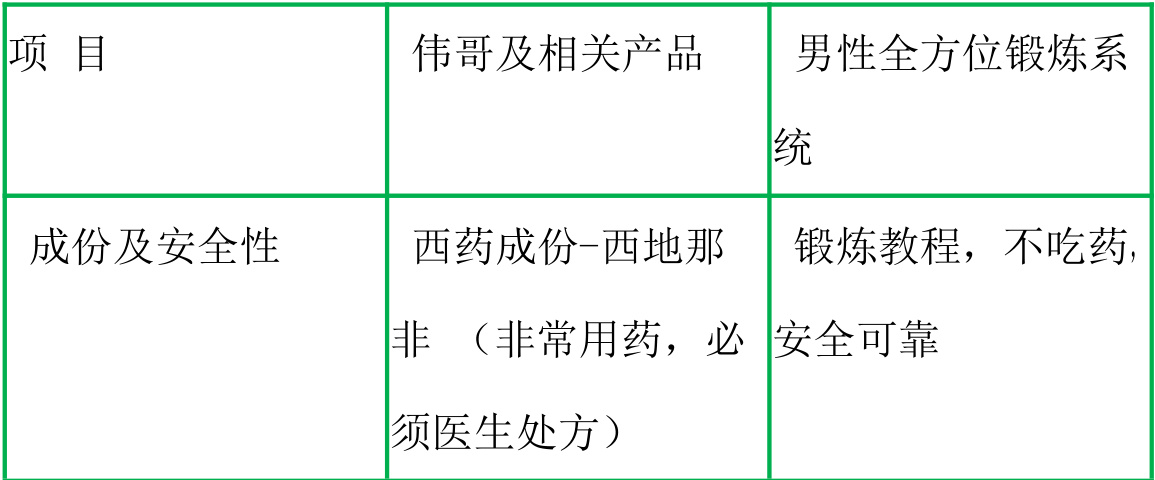 项 目
伟哥及相关产品
男性全方位锻炼系
统
成份及安全性
西药成份-西地那
非 （非常用药，必
须医生处方）
锻炼教程，不吃药，
安全可靠